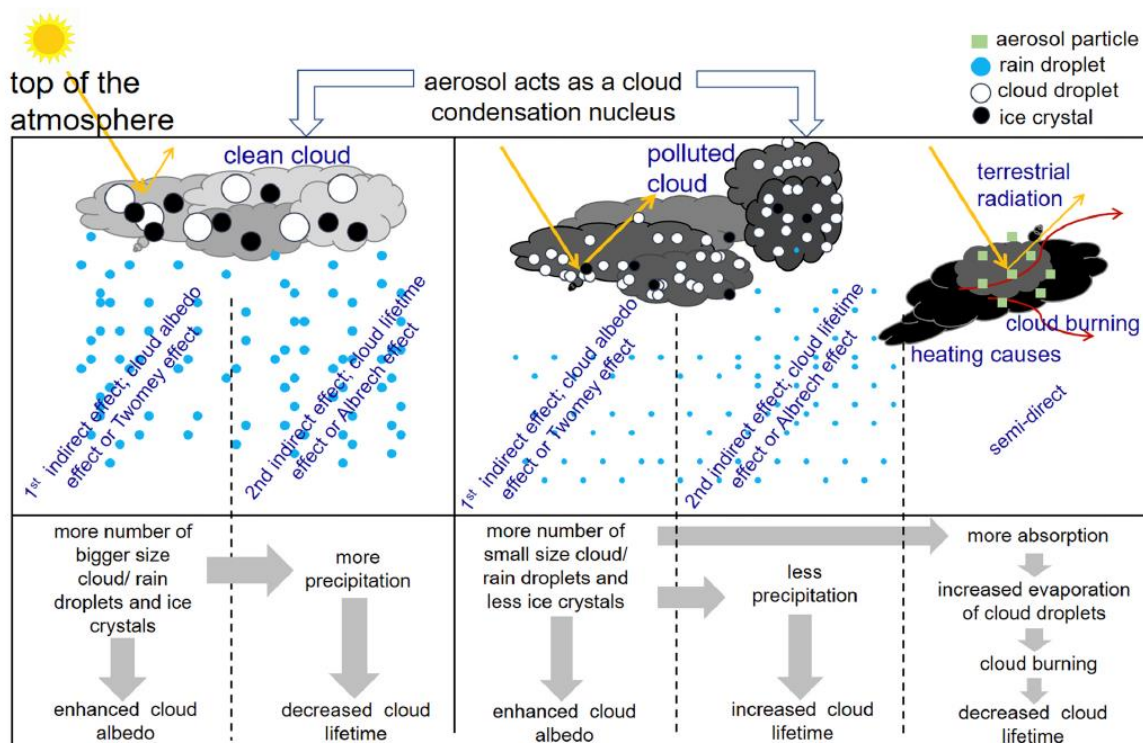 top of the
atmosphere
aerosol acts as a cloud
condensation nucleus
aerosol particle
rain droplet
cloud droplet
ice crystal
clean cloud
1st indirect effect; cloud albedo
effect or Twomey effect
2nd indirect effect; cloud lifetime
effect or Albrech effect
polluted
cloud
1st indirect effect; cloud albedo
effect or Twomey effect
2nd indirect effect; cloud lifetime
effect or Albrech effect
terrestrial
radiation
cloud burning
heating causes
semi-direct
more number of
bigger size
cloud/ rain
droplets and ice
crystals
enhanced cloud
albedo
more
precipitation
decreased cloud
lifetime
more number of
small size cloud/
rain droplets and
less ice crystals
enhanced cloud
albedo
less
precipitation
increased cloud
lifetime
more absorption
increased evaporation
of cloud droplets
cloud burning
decreased cloud
lifetime